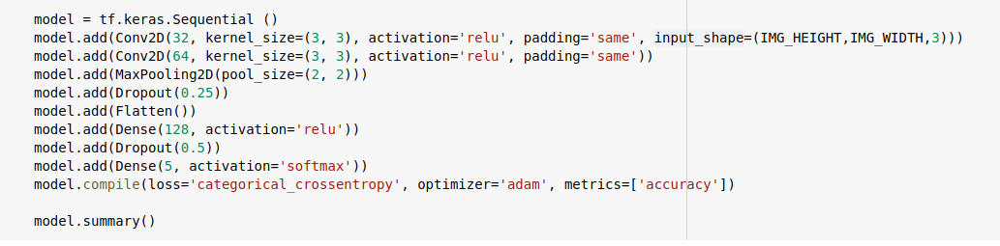 model = tf.keras.Sequential ()
model.add(Conv2D(32, kernel_size=(3, 3), activation='relu', padding='same', input_shape=(IMG_HEIGHT,IMG_WIDTH,3)))
model.add(Conv2D(64, kernel_size=(3, 3), activation='relu', padding='same'))
model.add(MaxPooling2D(pool_size=(2, 2)))
model.add(Dropout(0.25))
model.add(Flatten())
model.add(Dense(128, activation='relu'))
model.add(Dropout(0.5))
model.add(Dense(5, activation='softmax'))
model.compile(loss='categorical_crossentropy', optimizer='adam', metrics=['accuracy'])
model.summary()